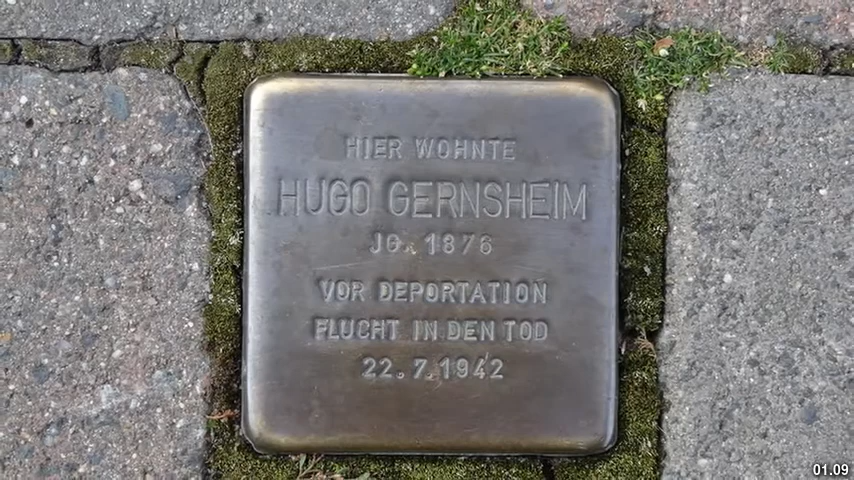 HIER WOHNTE
HUGO GERNSHEIM
JG. 1876
VOR DEPORTATION
FLUCHT IN DEN TOD
22.7.1942
01.09